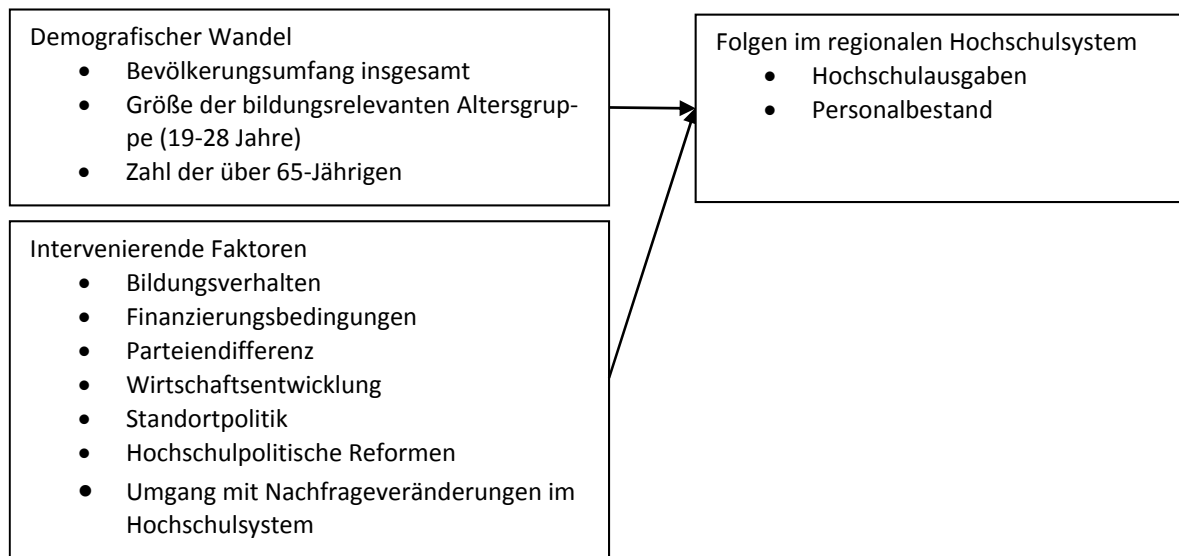 Demografischer Wandel
• Bevölkerungsumfang insgesamt
• Größe der bildungsrelevanten Altersgrup-
pe (19-28 Jahre)
• Zahl der über 65-Jährigen
Intervenierende Faktoren
• Bildungsverhalten
• Finanzierungsbedingungen
• Parteiendifferenz
• Wirtschaftsentwicklung
• Standortpolitik
• Hochschulpolitische Reformen
• Umgang mit Nachfrageveränderungen im
Hochschulsystem
Folgen im regionalen Hochschulsystem
• Hochschulausgaben
• Personalbestand